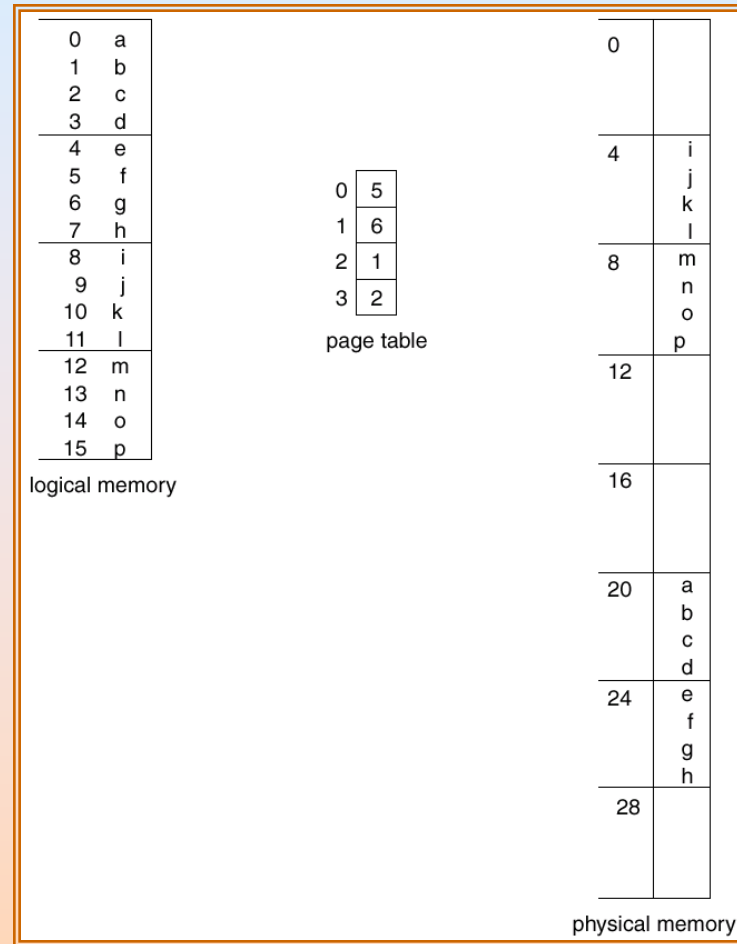 0 a
1 b
2 c
3 d
4 e
5 f
6 g
7 h
8 i
9 j
10 k
11 l
12 m
13 n
14 o
15 p
logical memory
0 5
1 6
2 1
3 2
page table
0
4 i
j
k
l
8 m
n
o
p
12
16
20 a
b
c
d
24 e
f
g
h
28
physical memory